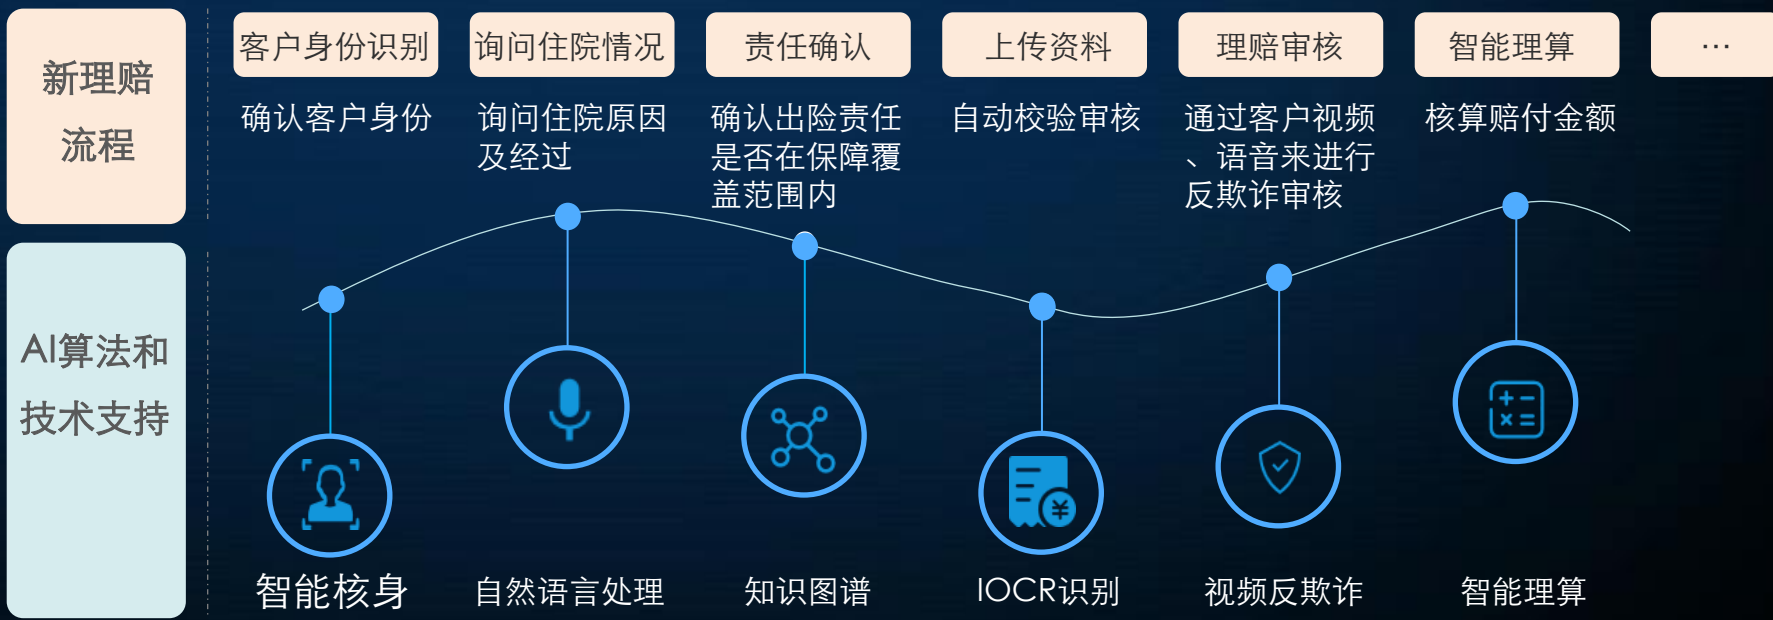 新理赔
流程
客户身份识别
询问住院情况
责任确认
上传资料
理赔审核
智能理算
…
确认客户身份
询问住院原因
及经过
确认出险责任
是否在保障覆
盖范围内
自动校验审核
通过客户视频
、语音来进行
反欺诈审核
核算赔付金额
AI算法和
技术支持
¥
智能核身
自然语言处理
知识图谱
IOCR识别
视频反欺诈
智能理算